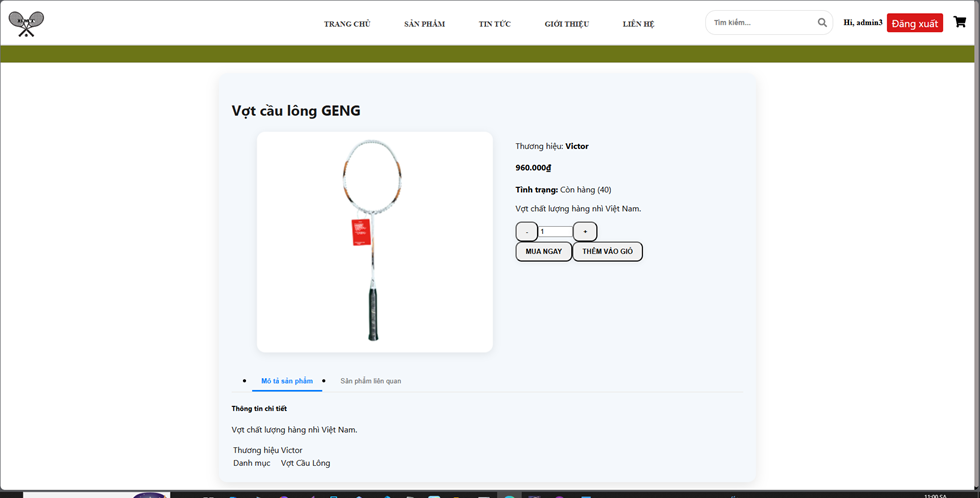 TRANG CHỦ
SẢN PHẨM
TIN TỨC
GIỚI THIỆU
LIÊN HỆ
Tìm kiếm...
Hi, admin3
Đăng xuất
Vợt cầu lông GENG
Thương hiệu: Victor
960.000₫
Tình trạng: Còn hàng (40)
Vợt chất lượng hàng nhì Việt Nam.
- 1 +
MUA NGAY
THÊM VÀO GIỎ
Mô tả sản phẩm
Sản phẩm liên quan
Thông tin chi tiết
Vợt chất lượng hàng nhì Việt Nam.
Thương hiệu Victor
Danh mục Vợt Cầu Lông
11:00 SA